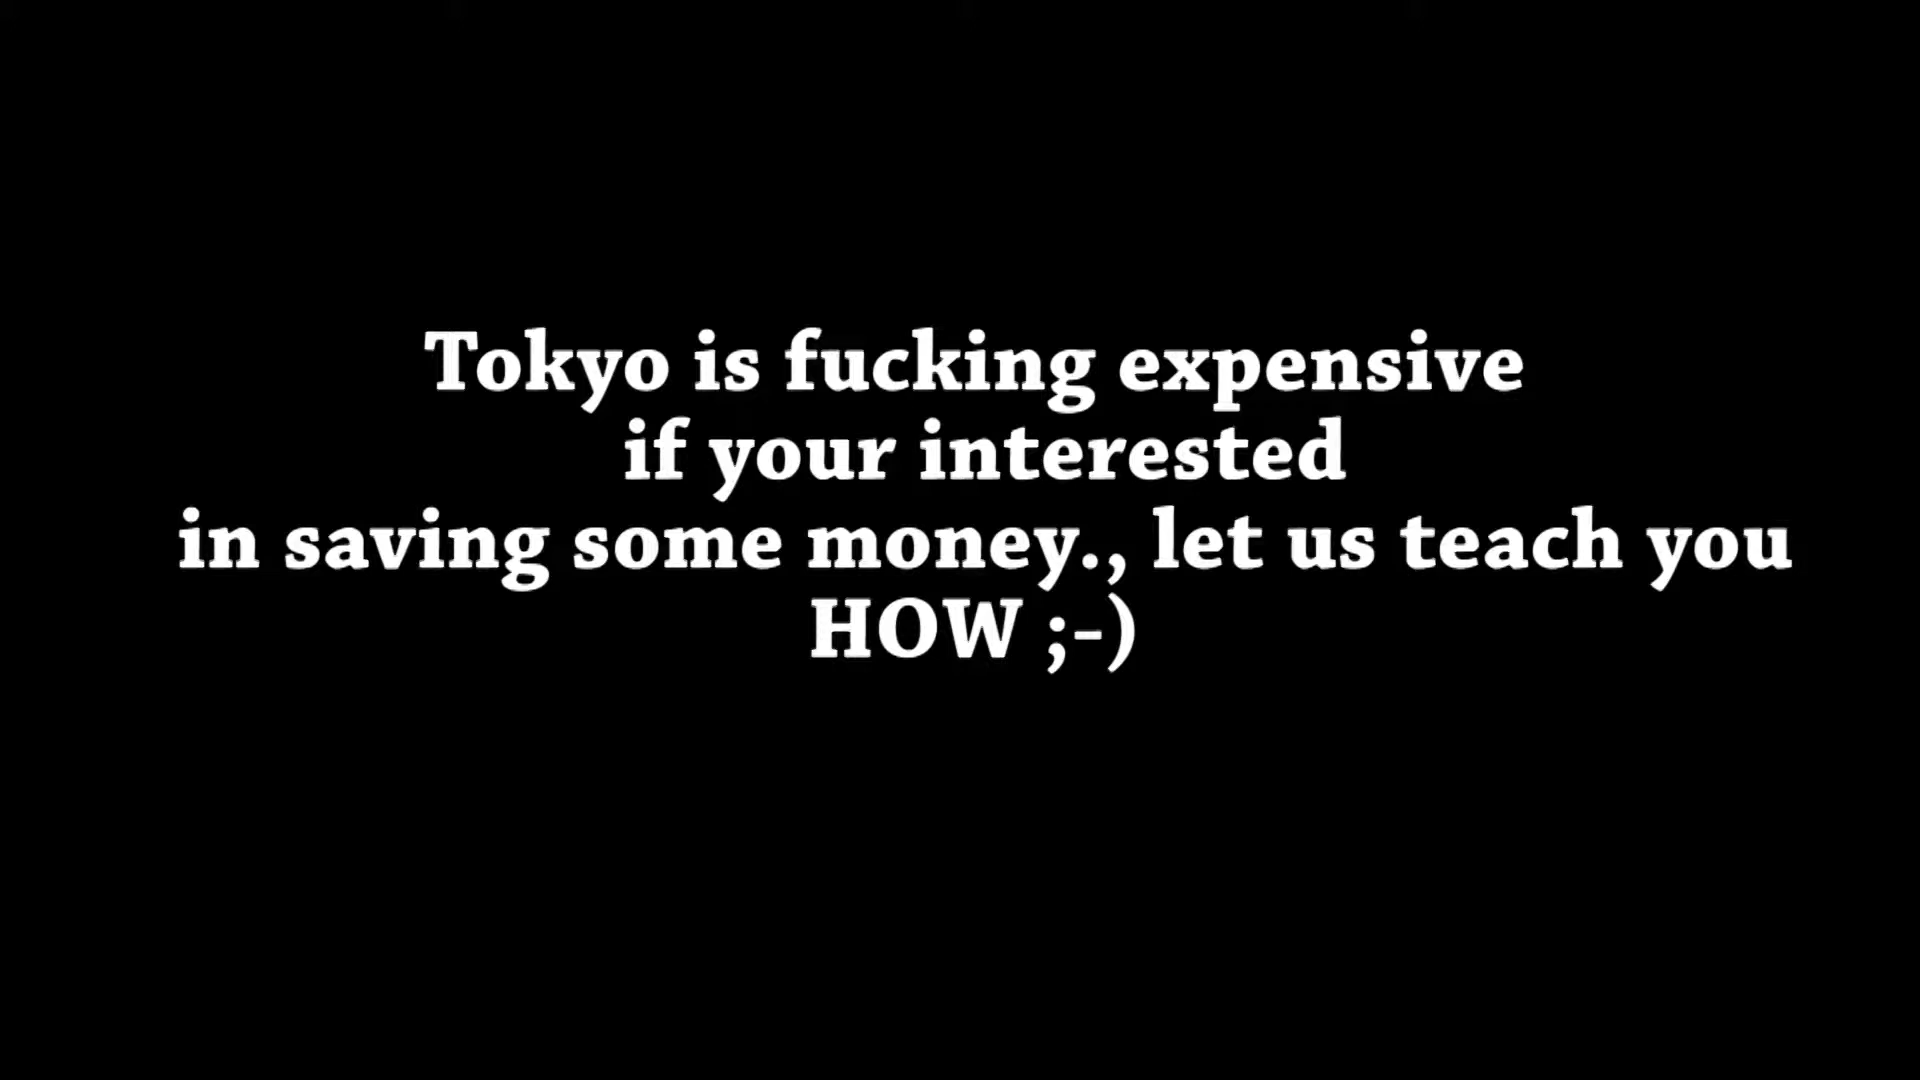 Tokyo is fucking expensive
if your interested
in saving some money., let us teach you
HOW ;-)